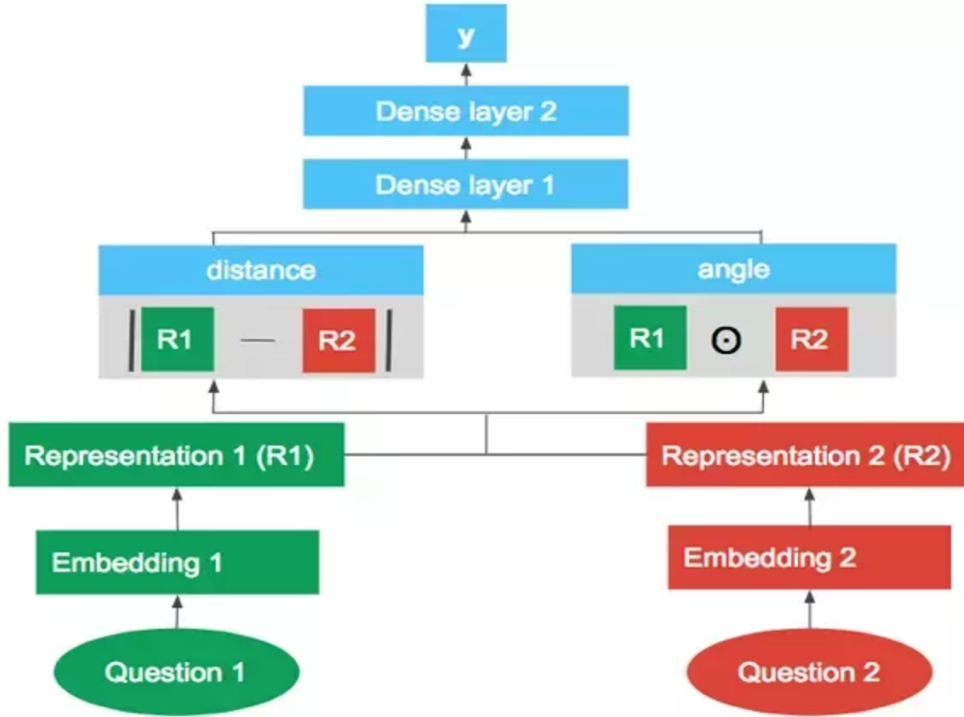 y
Dense layer 2
Dense layer 1
distance
angle
| R1 — R2 |
R1 ⊙ R2
Representation 1 (R1)
Representation 2 (R2)
Embedding 1
Embedding 2
Question 1
Question 2